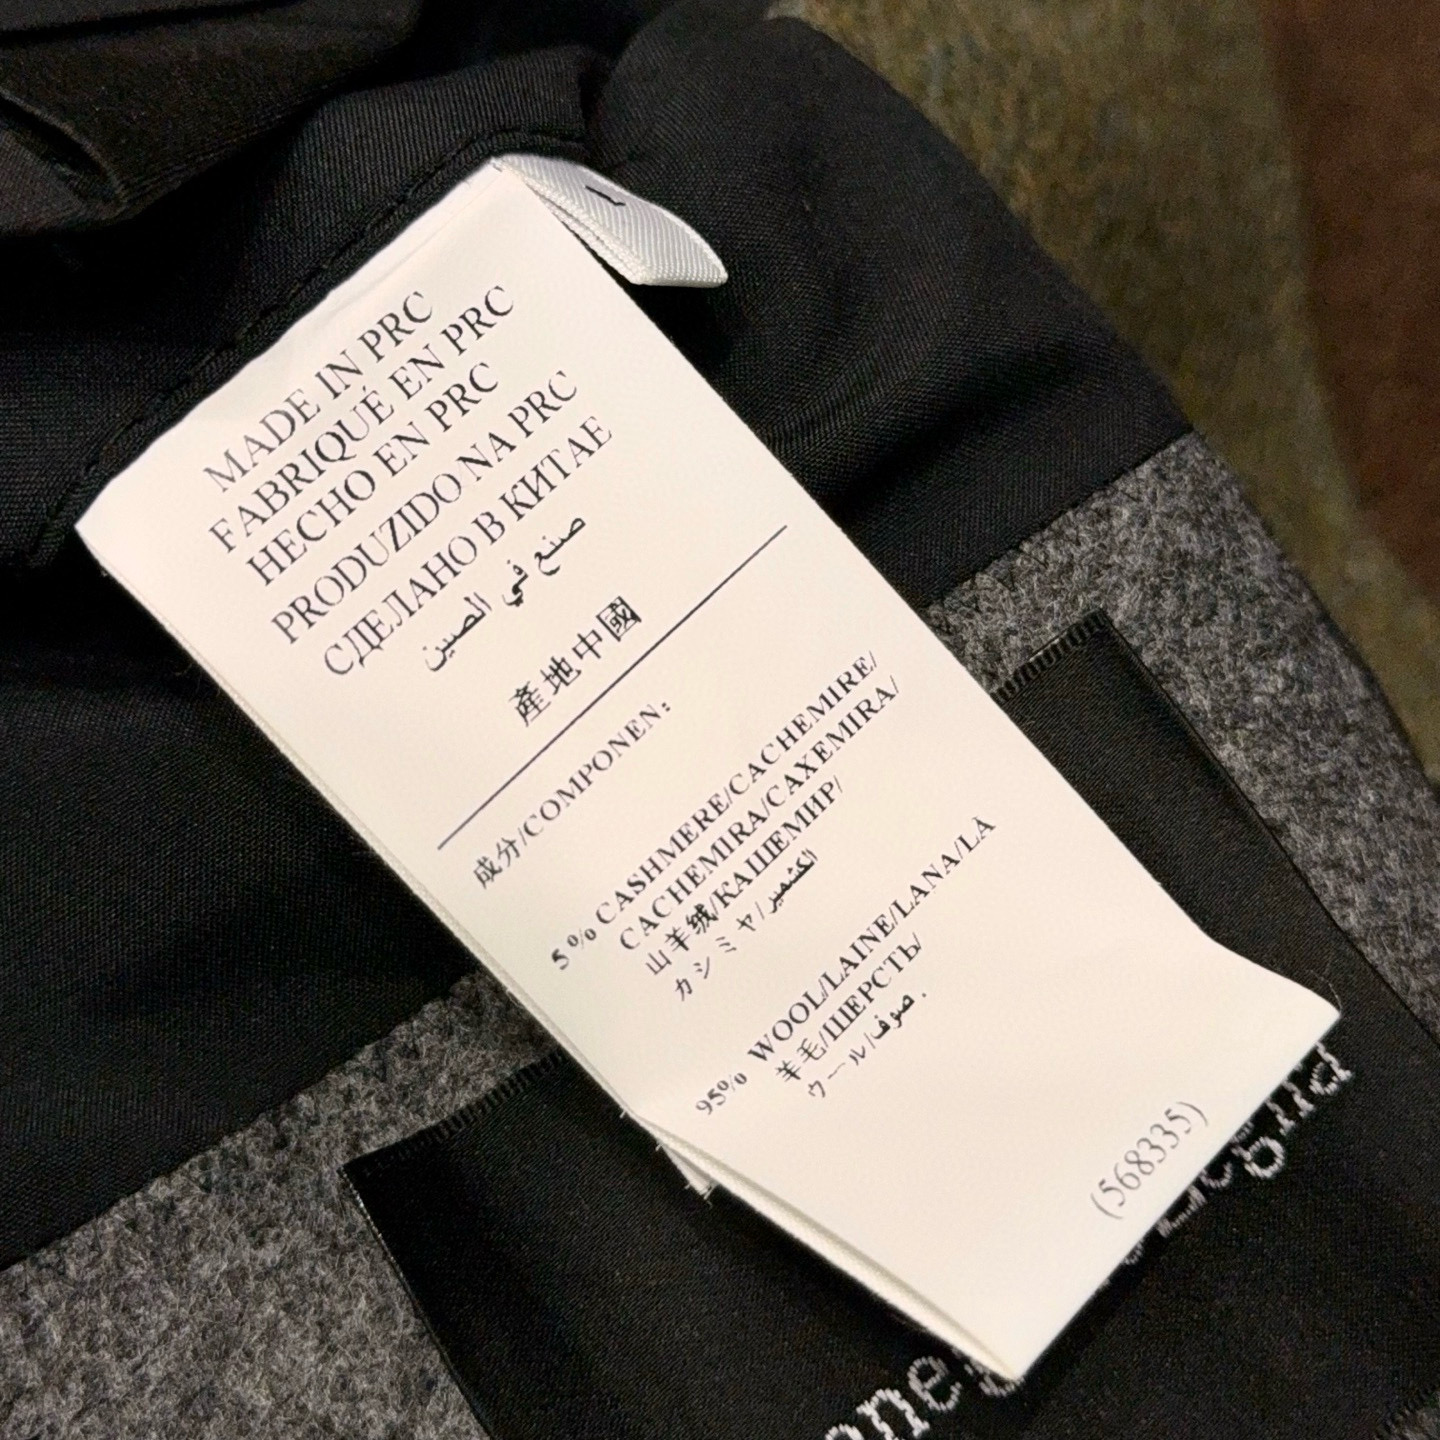 MADE IN PRC
FABRIQUÉ EN PRC
HECHO EN PRC
PRODUZIDO NA PRC
СДЕЛАНО В КИТАЕ
صنع في الصين
產地中國
成分/COMPONEN:
5% CASHMERE/CACHEMIRE/
CACHEMIRA/CAXEMIRA/
山羊绒/КАШЕМИР/
カシミヤ/الكشمير
95% WOOL/LAINE/LANA/LÀ
羊毛/ШЕРСТЬ/
ウール/صوف.
(568335)